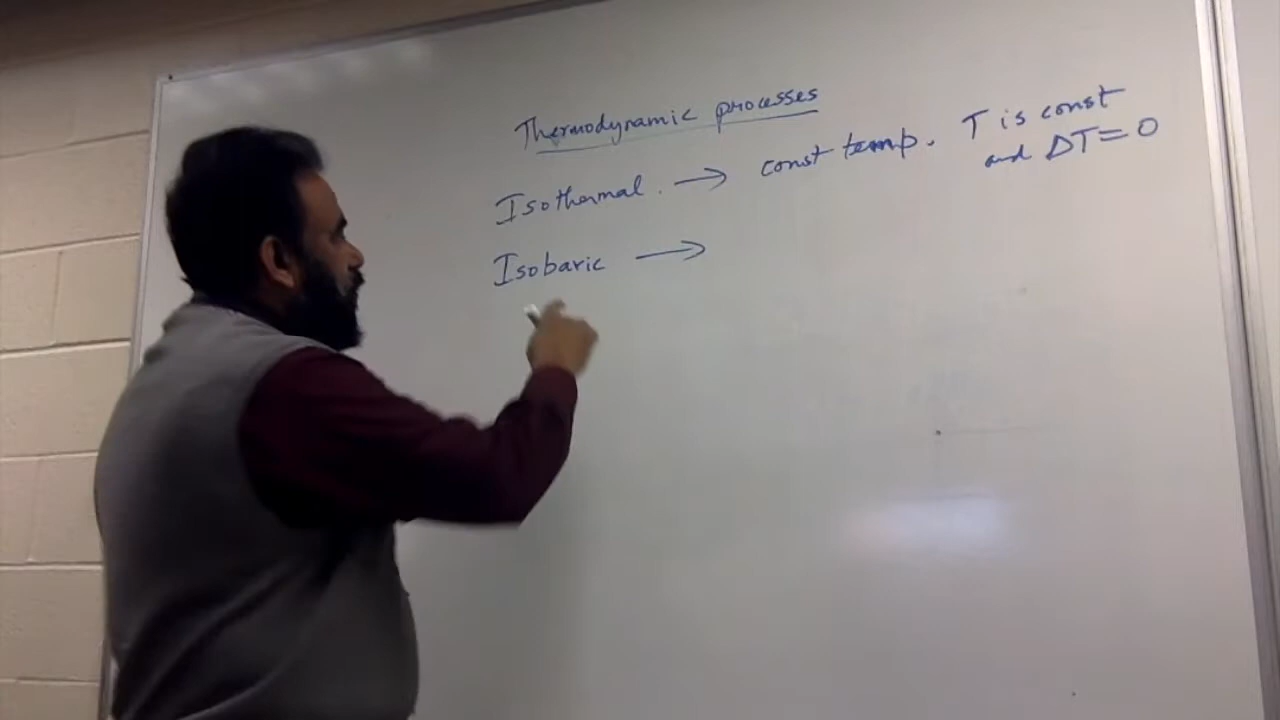 Thermodynamic processes
Isothermal. → const temp. T is const
and ΔT = 0
Isobaric →